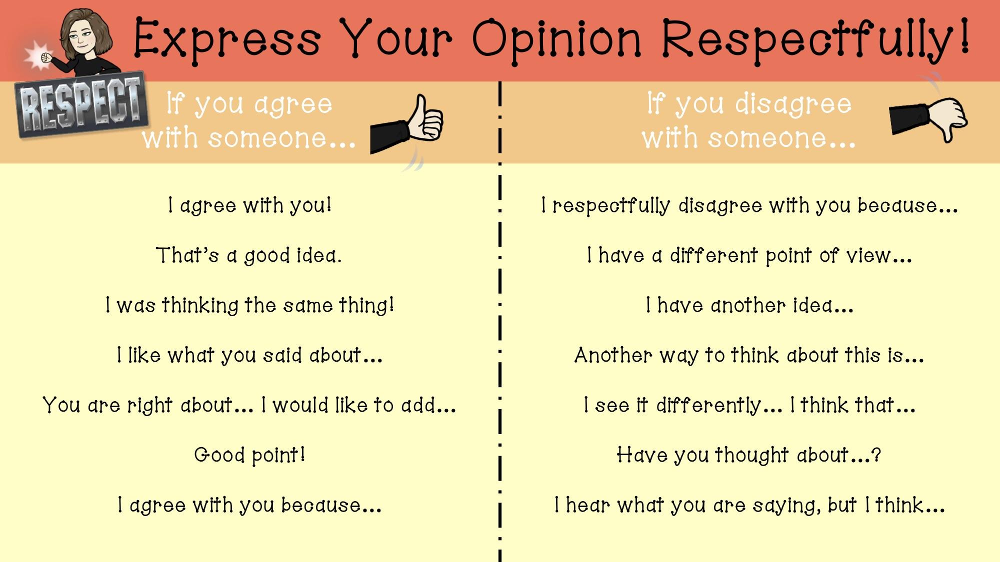 Express Your Opinion Respectfully!
RESPECT
If you agree
with someone...
I agree with you!
That's a good idea.
I was thinking the same thing!
I like what you said about...
You are right about... I would like to add...
Good point!
I agree with you because...
If you disagree
with someone...
I respectfully disagree with you because...
I have a different point of view...
I have another idea...
Another way to think about this is...
I see it differently... I think that...
Have you thought about...?
I hear what you are saying, but I think...